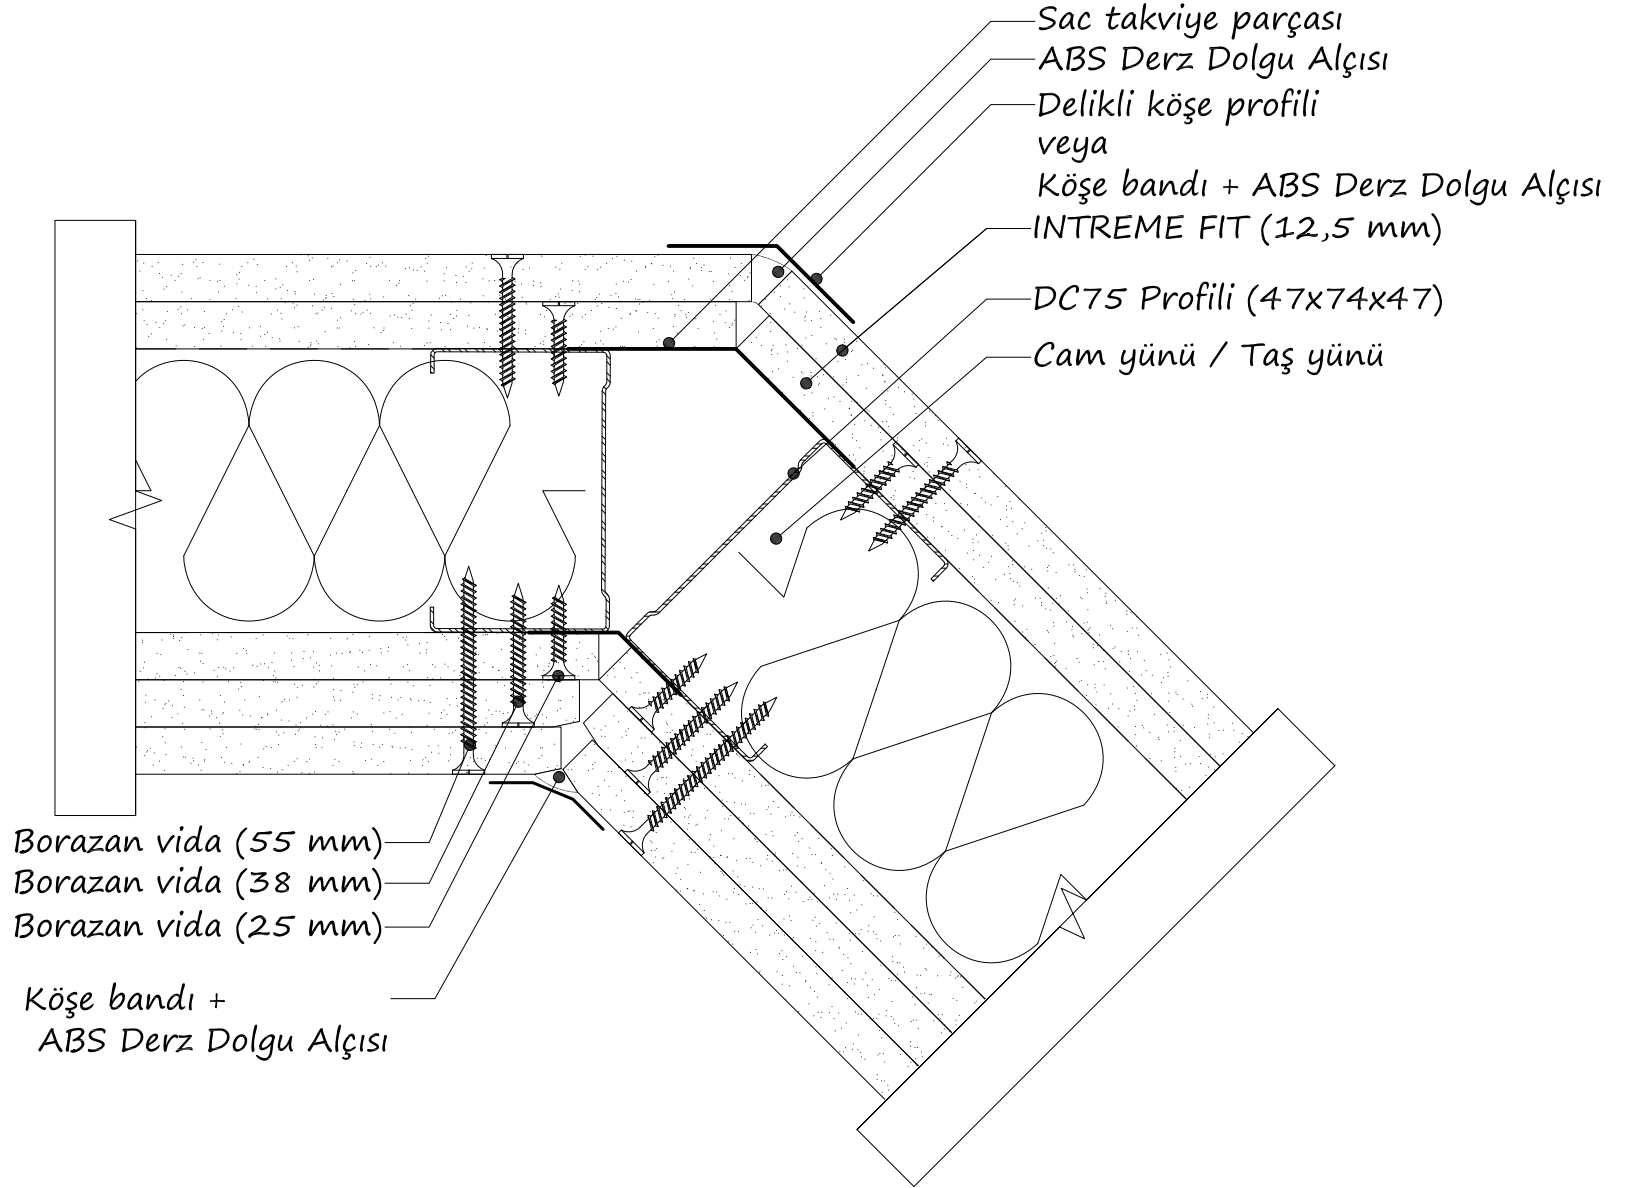 Sac takviye parçası
ABS Derz Dolgu Alçısı
Delikli köşe profili
veya
Köşe bandı + ABS Derz Dolgu Alçısı
INTREME FIT (12,5 mm)
DC75 Profili (47x74x47)
Cam yünü / Taş yünü
Borazan vida (55 mm)
Borazan vida (38 mm)
Borazan vida (25 mm)
Köşe bandı +
ABS Derz Dolgu Alçısı